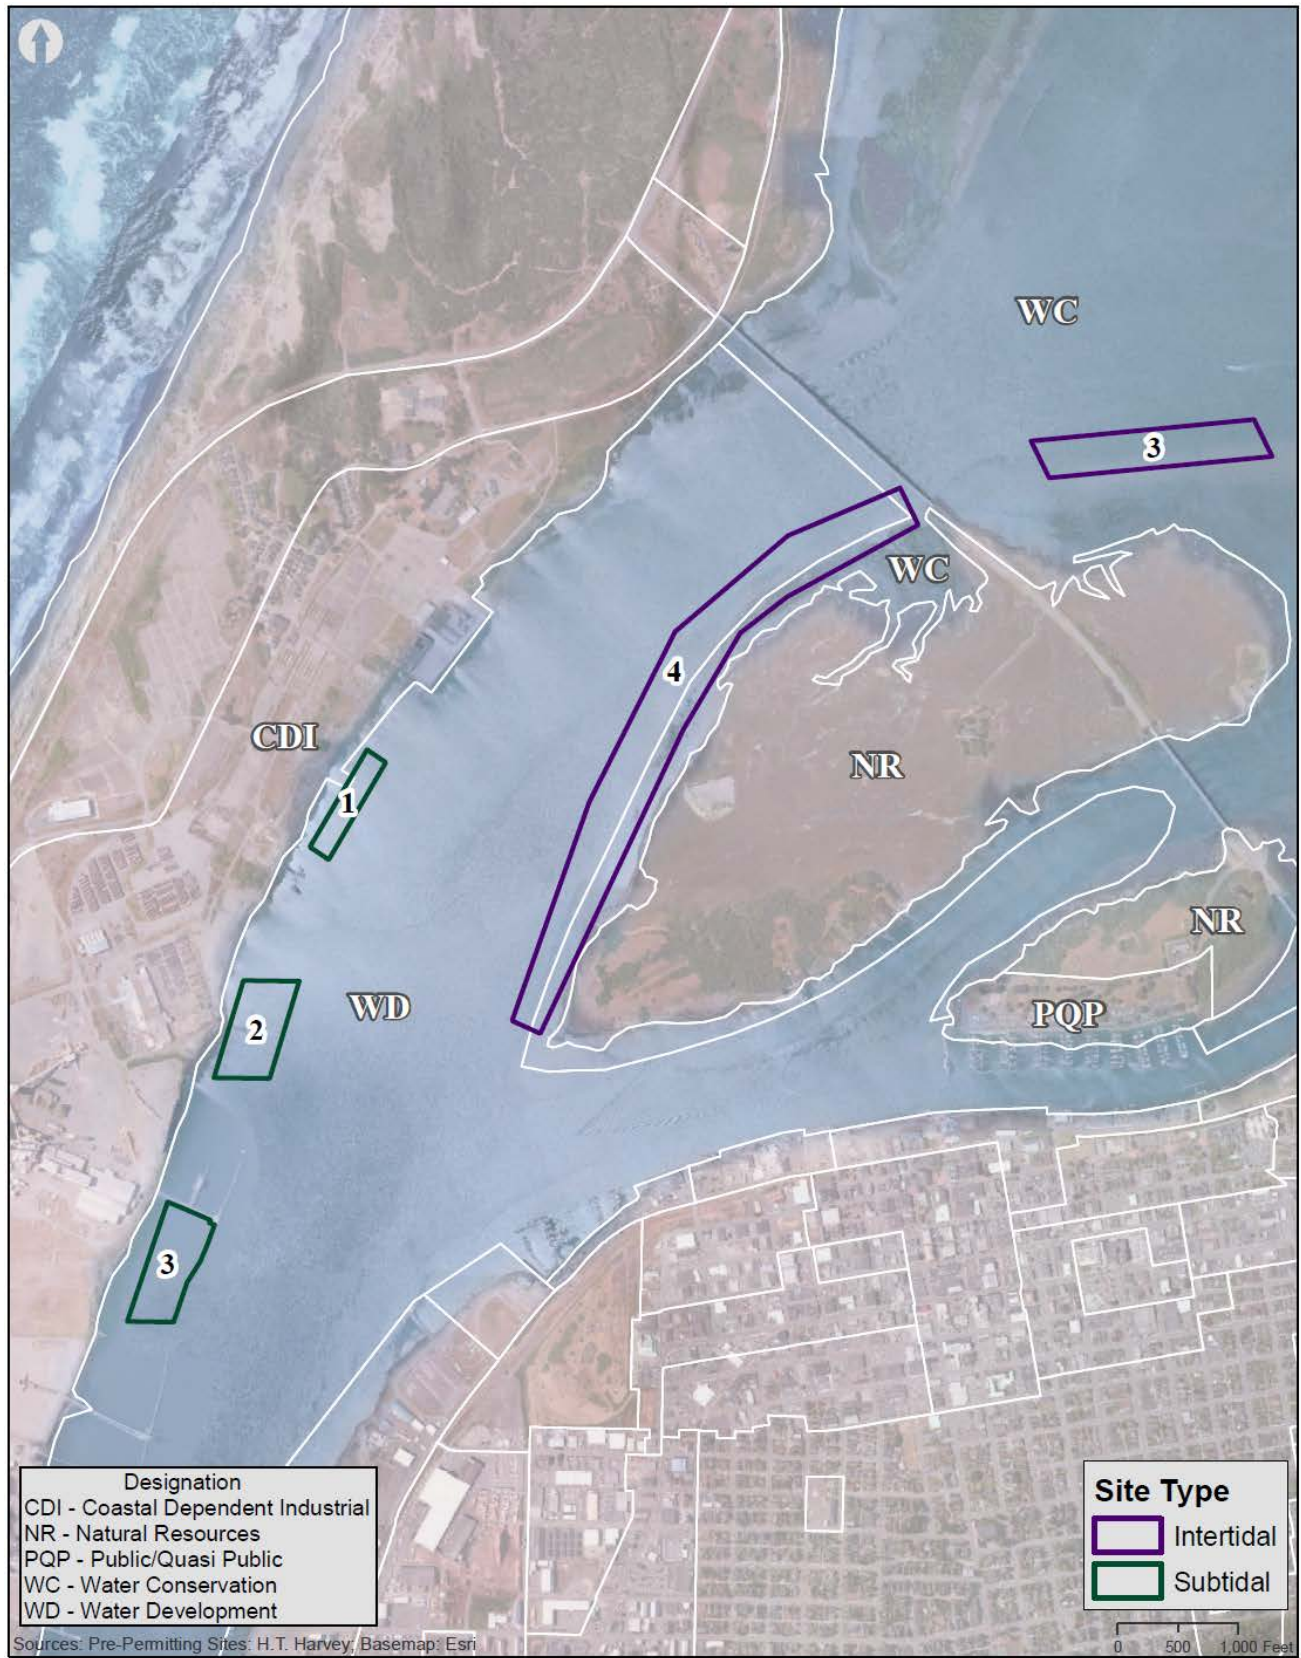 WC
3
WC
4
CDI
NR
1
NR
WD
PQP
2
3
Designation
CDI - Coastal Dependent Industrial
NR - Natural Resources
PQP - Public/Quasi Public
WC - Water Conservation
WD - Water Development
Site Type
Intertidal
Subtidal
0 500 1,000 Feet
Sources: Pre-Permitting Sites: H.T. Harvey; Basemap: Esri